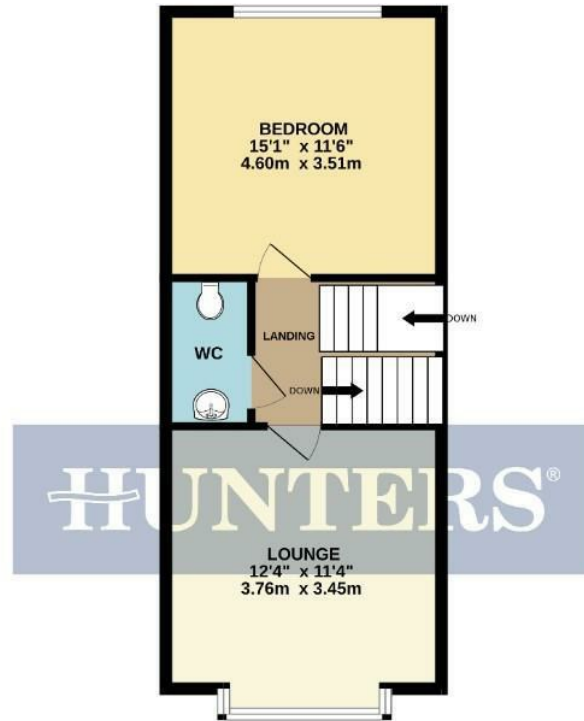 BEDROOM
15'1" x 11'6"
4.60m x 3.51m
WC
LANDING
DOWN
DOWN
HUNTERS®
LOUNGE
12'4" x 11'4"
3.76m x 3.45m